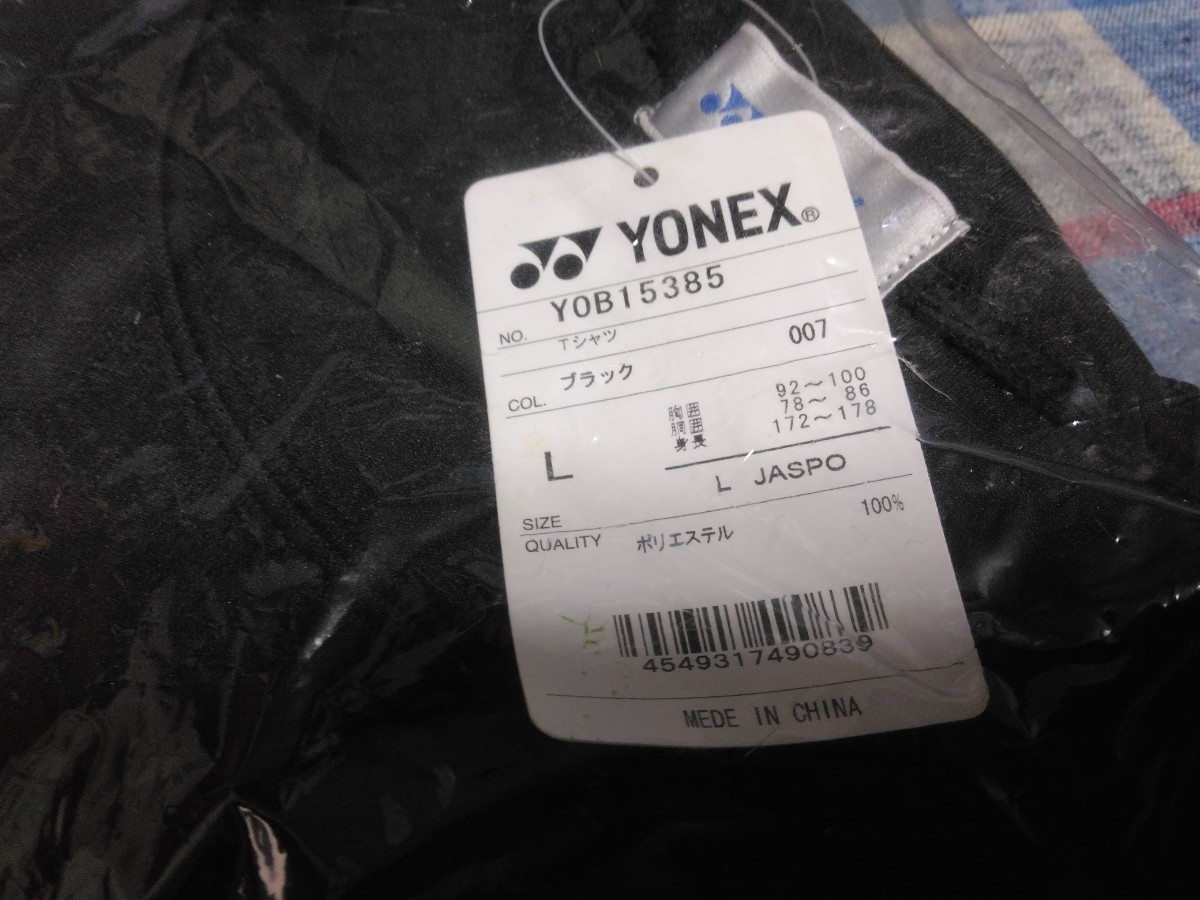 YONEX®
NO. YOB15385
Tシャツ
COL. ブラック 007
胸囲 92～100
胴囲 78～ 86
身長 172～178
SIZE L
L JASPO
QUALITY ポリエステル 100%
4549317490839
MEDE IN CHINA